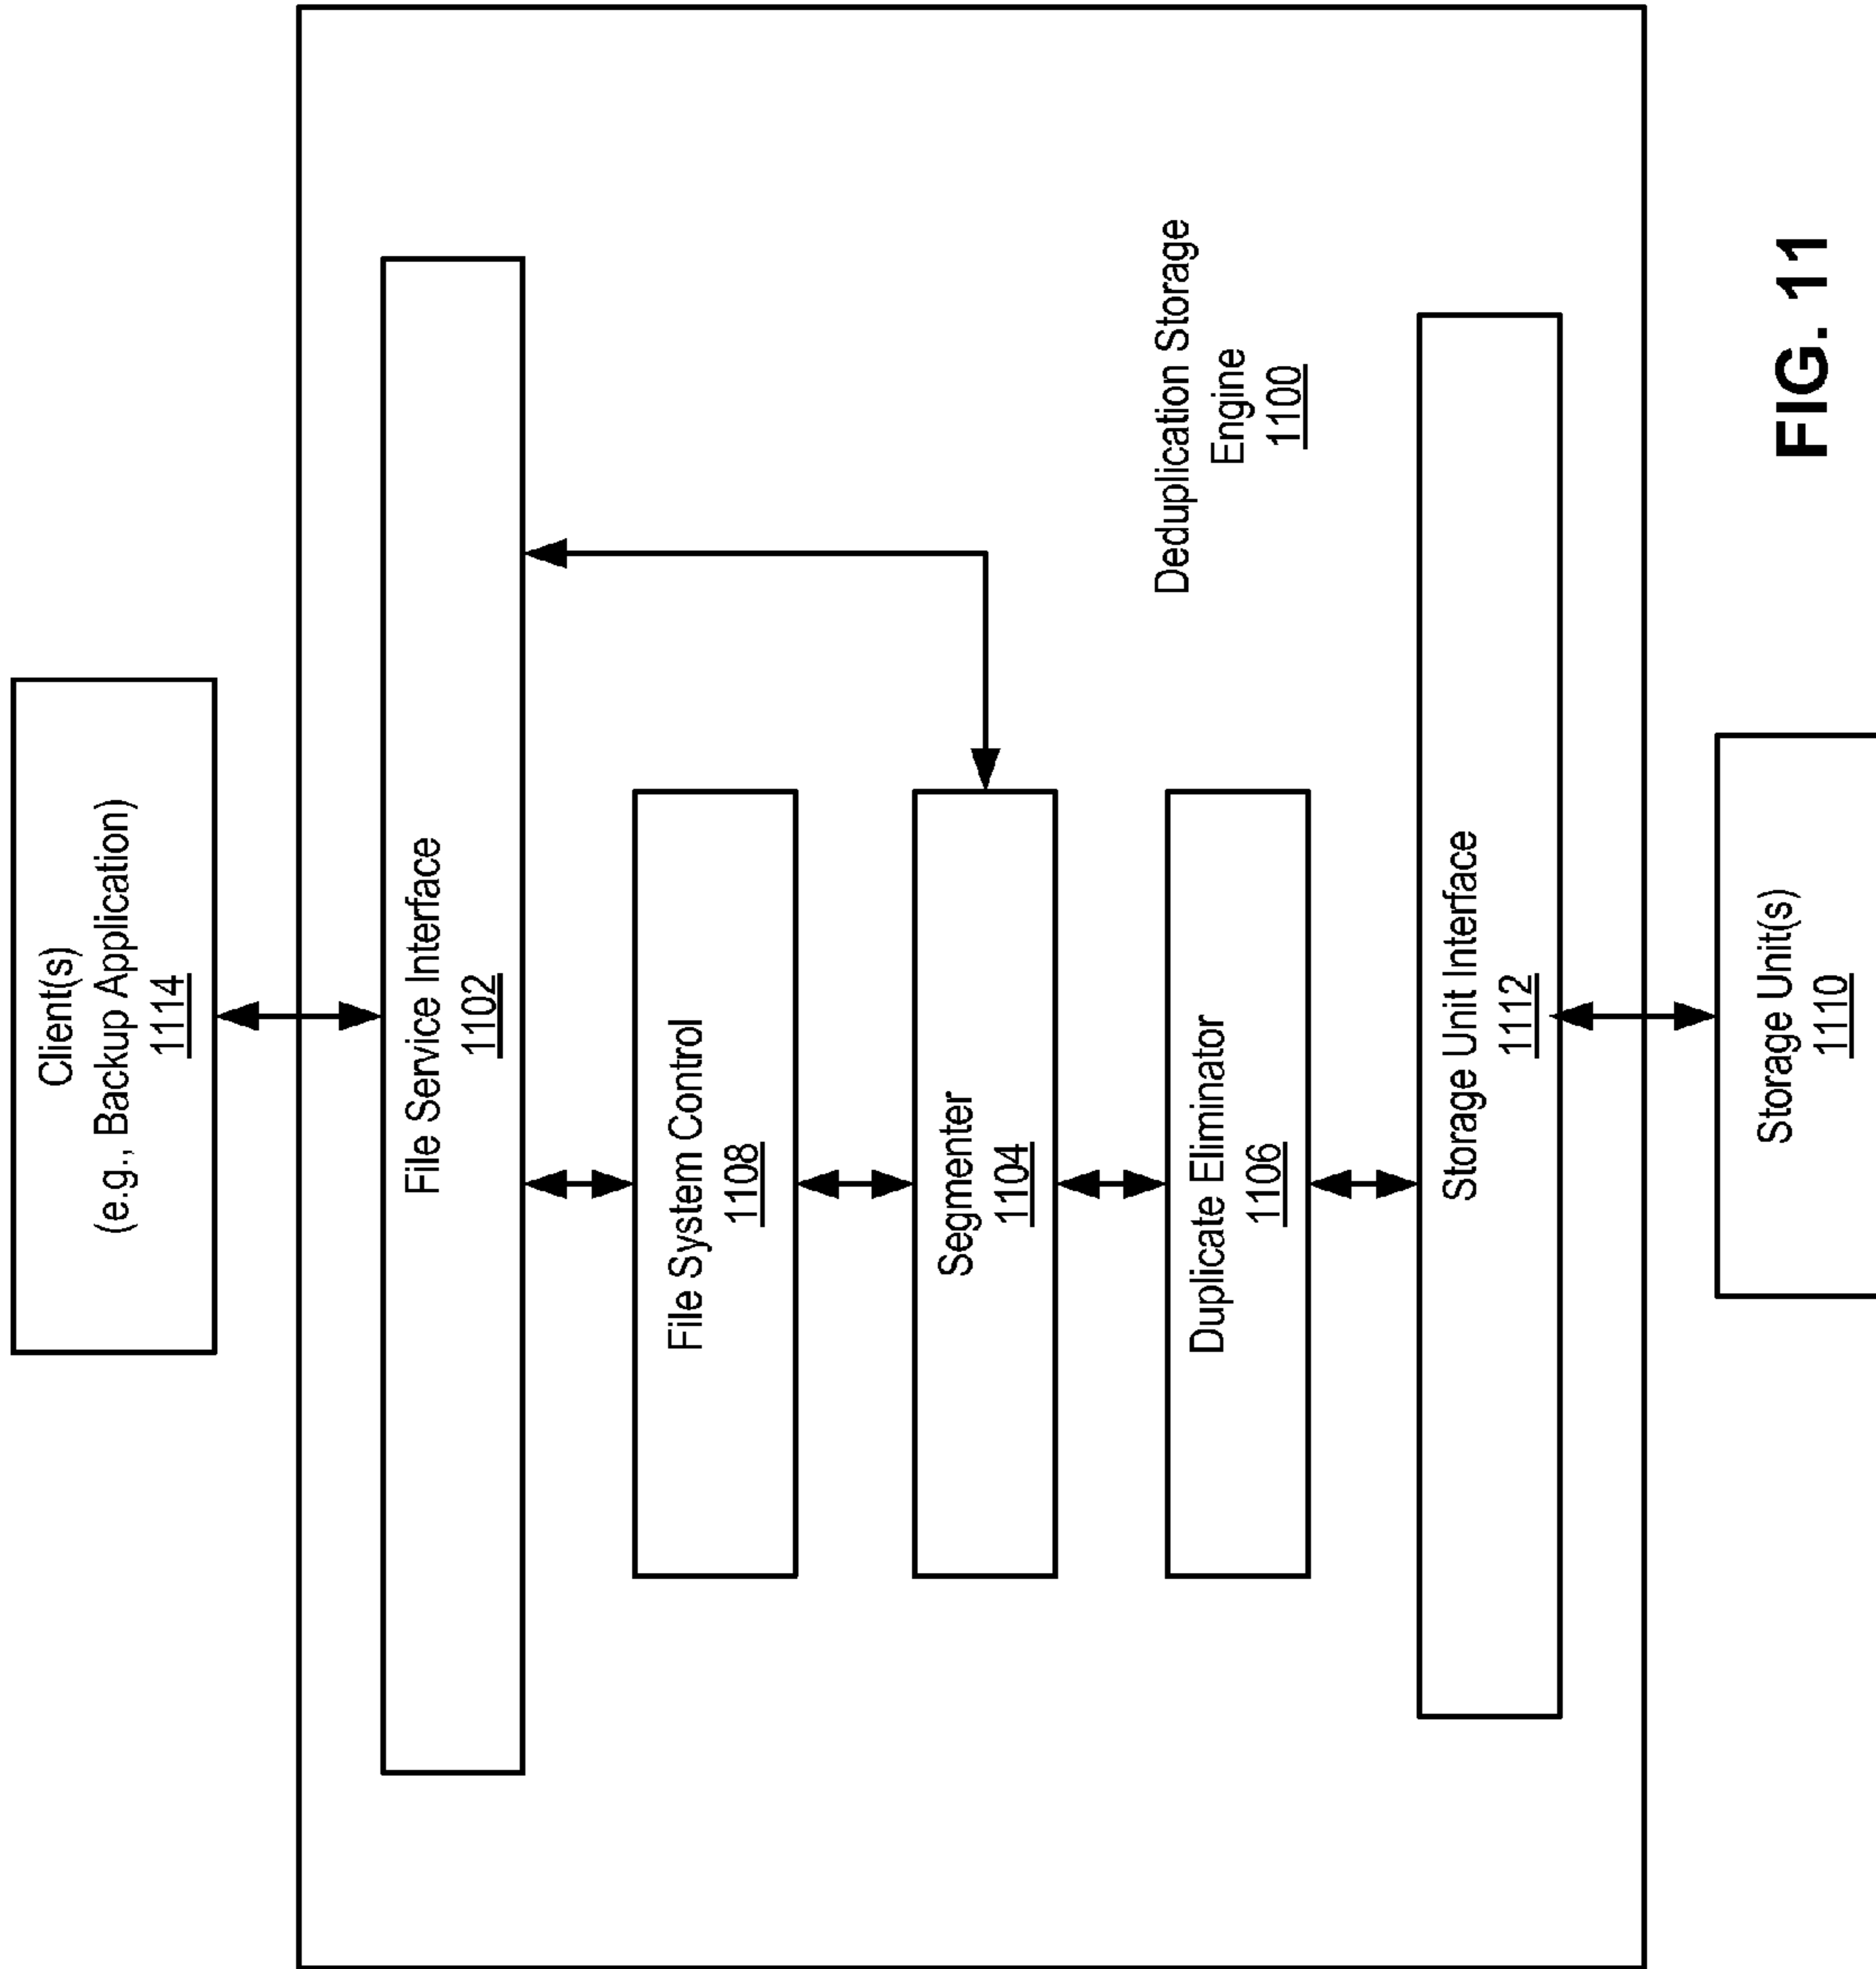 Client(s)
(e.g., Backup Application)
1114
File Service Interface
1102
File System Control
1108
Segmenter
1104
Duplicate Eliminator
1106
Deduplication Storage
Engine
1100
Storage Unit Interface
1112
Storage Unit(s)
1110
FIG. 11